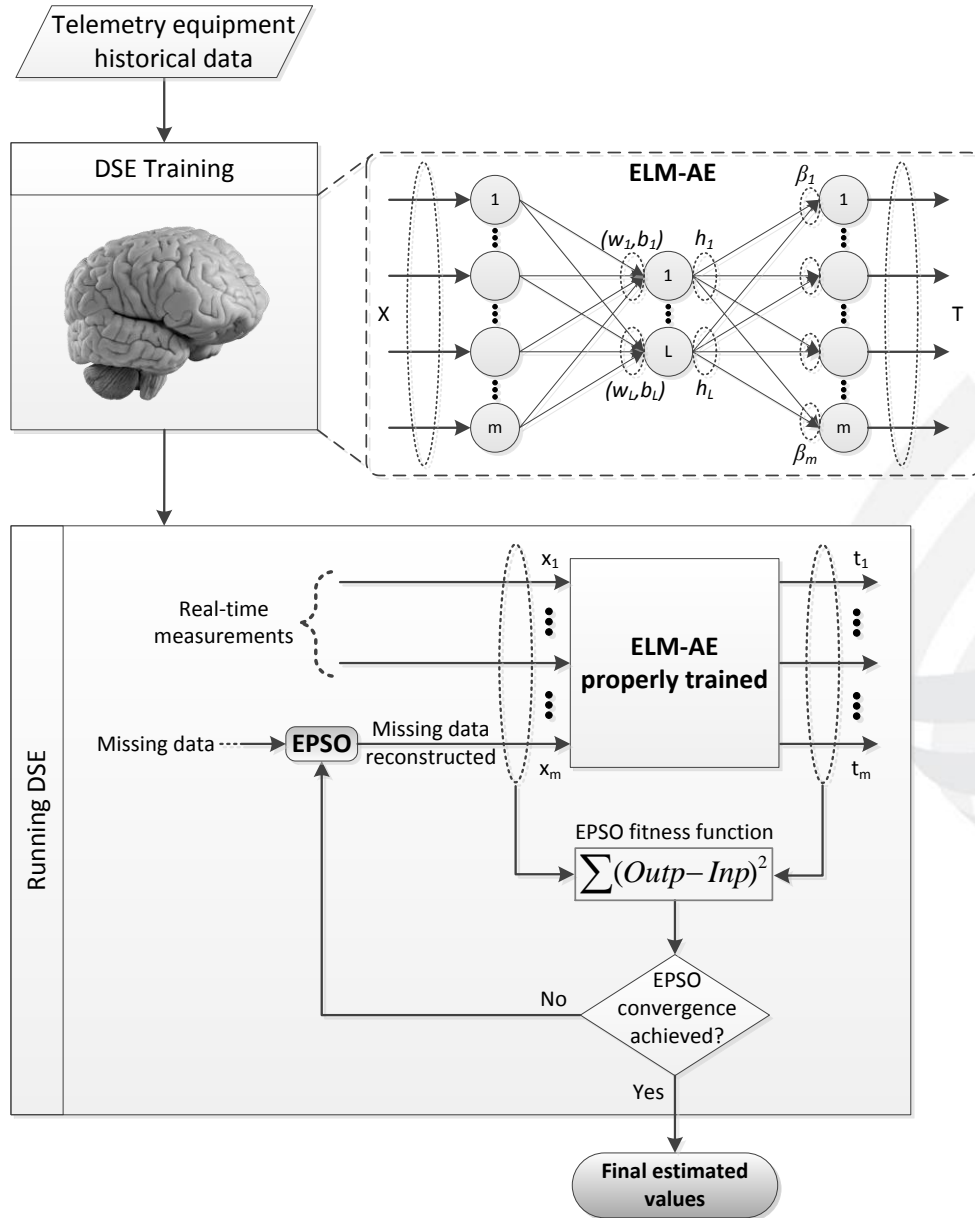 Telemetry equipment
historical data
DSE Training
ELM-AE
X
1
m
(w1,b1)
1
L
(wL,bL)
h1
hL
β1
1
m
βm
T
Running DSE
Real-time
measurements
x1
t1
ELM-AE
properly trained
Missing data
EPSO
Missing data
reconstructed
xm
tm
EPSO fitness function
∑(Outp−Inp)²
EPSO
convergence
achieved?
No
Yes
Final estimated
values